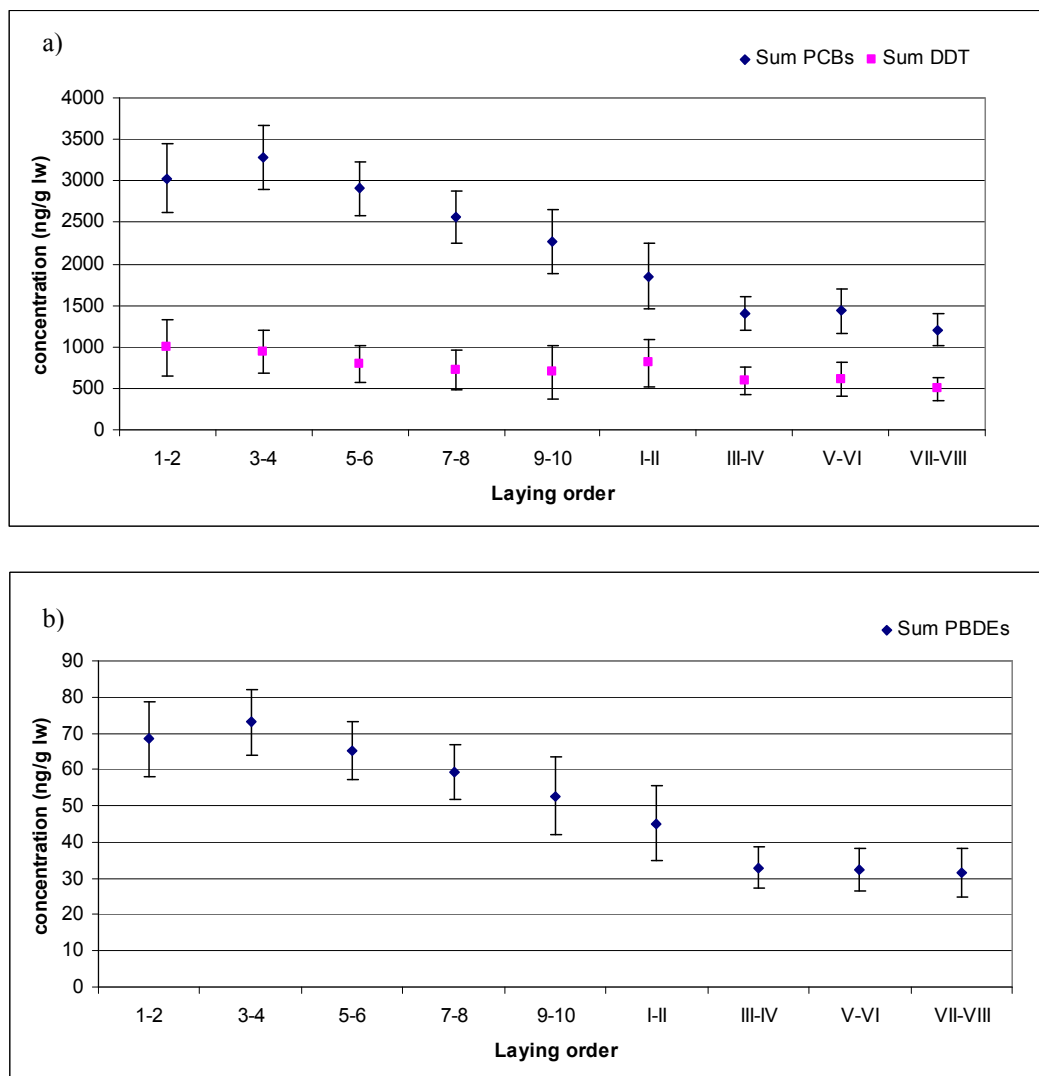 a)
Sum PCBs Sum DDT
4000
3500
3000
2500
2000
1500
1000
500
0
concentration (ng/g lw)
1-2 3-4 5-6 7-8 9-10 I-II III-IV V-VI VII-VIII
Laying order
b)
Sum PBDEs
90
80
70
60
50
40
30
20
10
0
concentration (ng/g lw)
1-2 3-4 5-6 7-8 9-10 I-II III-IV V-VI VII-VIII
Laying order